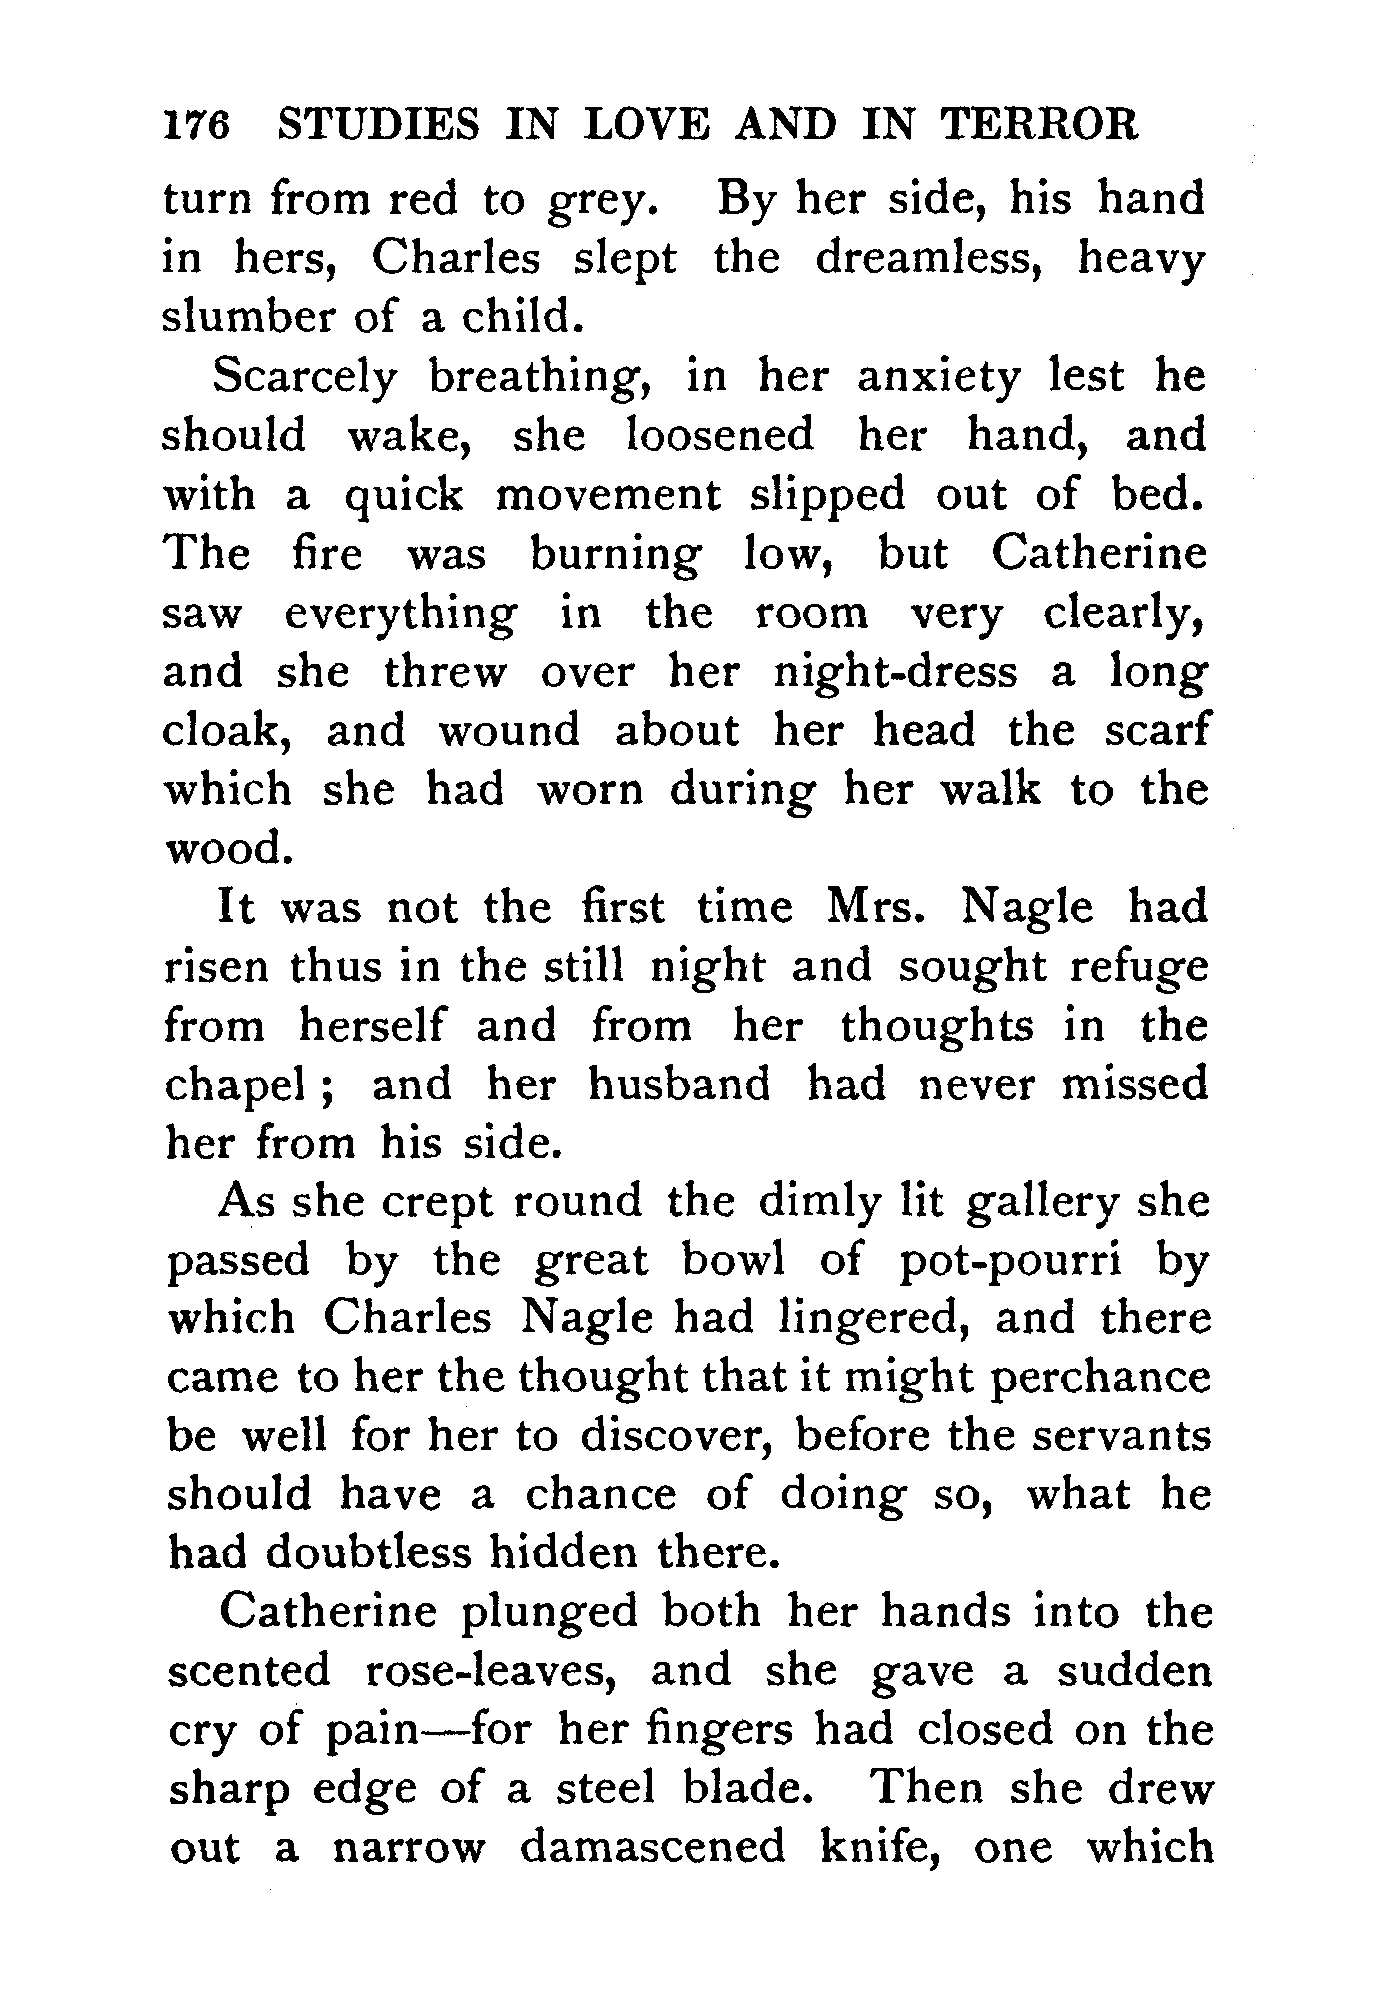 176 STUDIES IN LOVE AND IN TERROR
turn from red to grey. By her side, his hand
in hers, Charles slept the dreamless, heavy
slumber of a child.
Scarcely breathing, in her anxiety lest he
should wake, she loosened her hand, and
with a quick movement slipped out of bed.
The fire was burning low, but Catherine
saw everything in the room very clearly,
and she threw over her night-dress a long
cloak, and wound about her head the scarf
which she had worn during her walk to the
wood.
It was not the first time Mrs. Nagle had
risen thus in the still night and sought refuge
from herself and from her thoughts in the
chapel ; and her husband had never missed
her from his side.
As she crept round the dimly lit gallery she
passed by the great bowl of pot-pourri by
which Charles Nagle had lingered, and there
came to her the thought that it might perchance
be well for her to discover, before the servants
should have a chance of doing so, what he
had doubtless hidden there.
Catherine plunged both her hands into the
scented rose-leaves, and she gave a sudden
cry of pain—for her fingers had closed on the
sharp edge of a steel blade. Then she drew
out a narrow damascened knife, one which